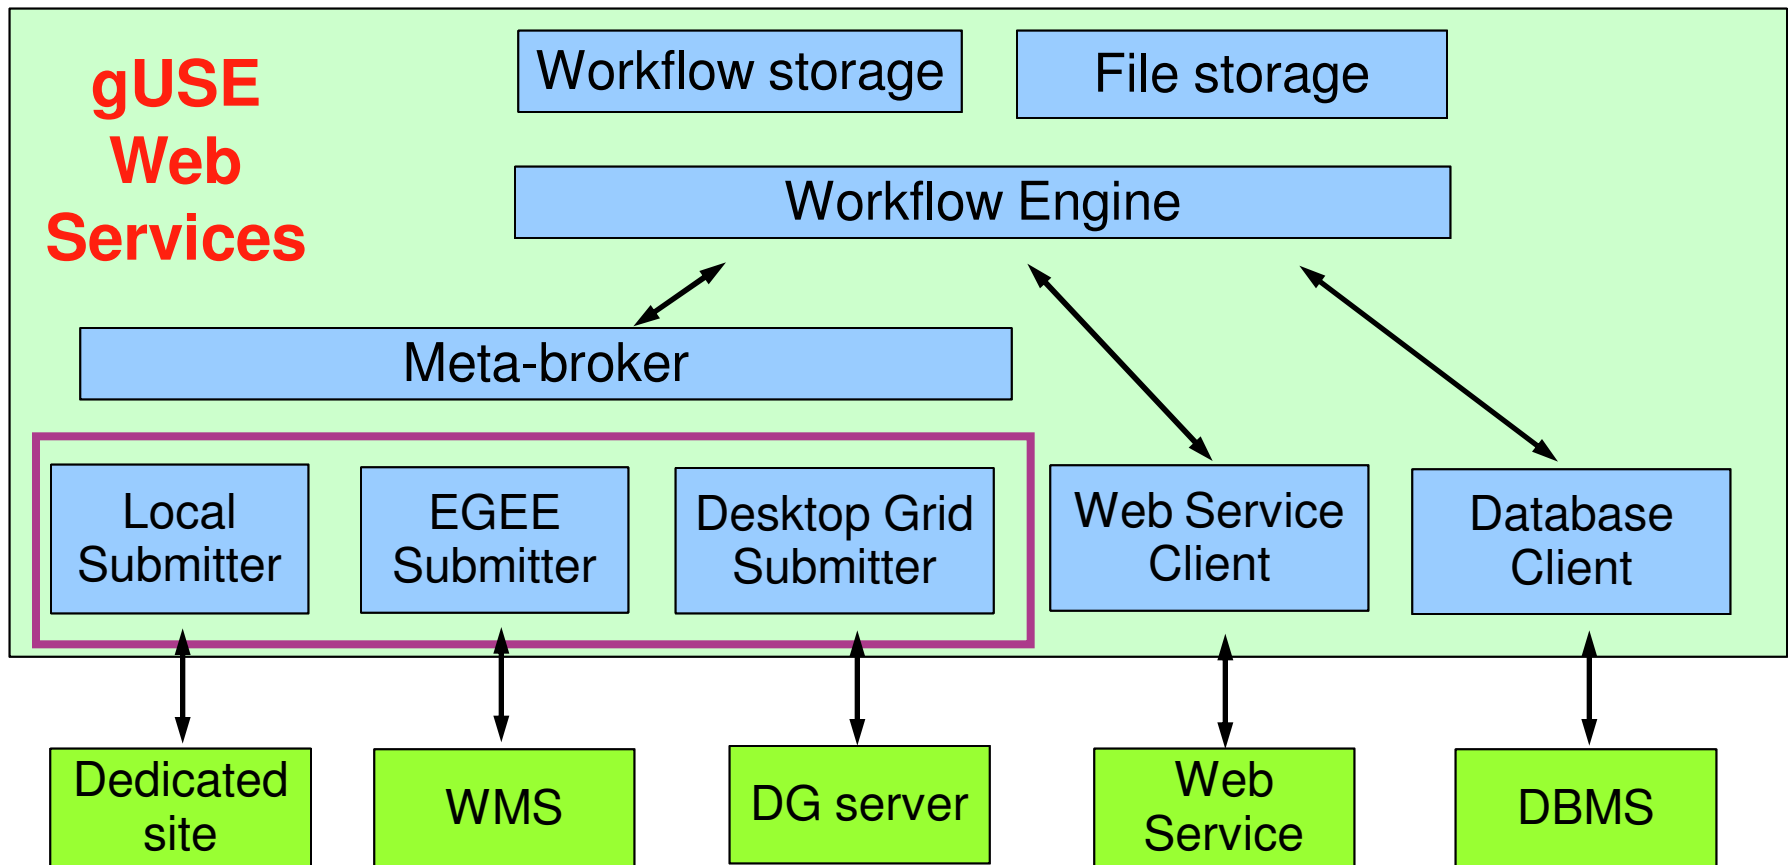 gUSE
Web
Services
Workflow storage
File storage
Workflow Engine
Meta-broker
Local
Submitter
EGEE
Submitter
Desktop Grid
Submitter
Web Service
Client
Database
Client
Dedicated
site
WMS
DG server
Web
Service
DBMS